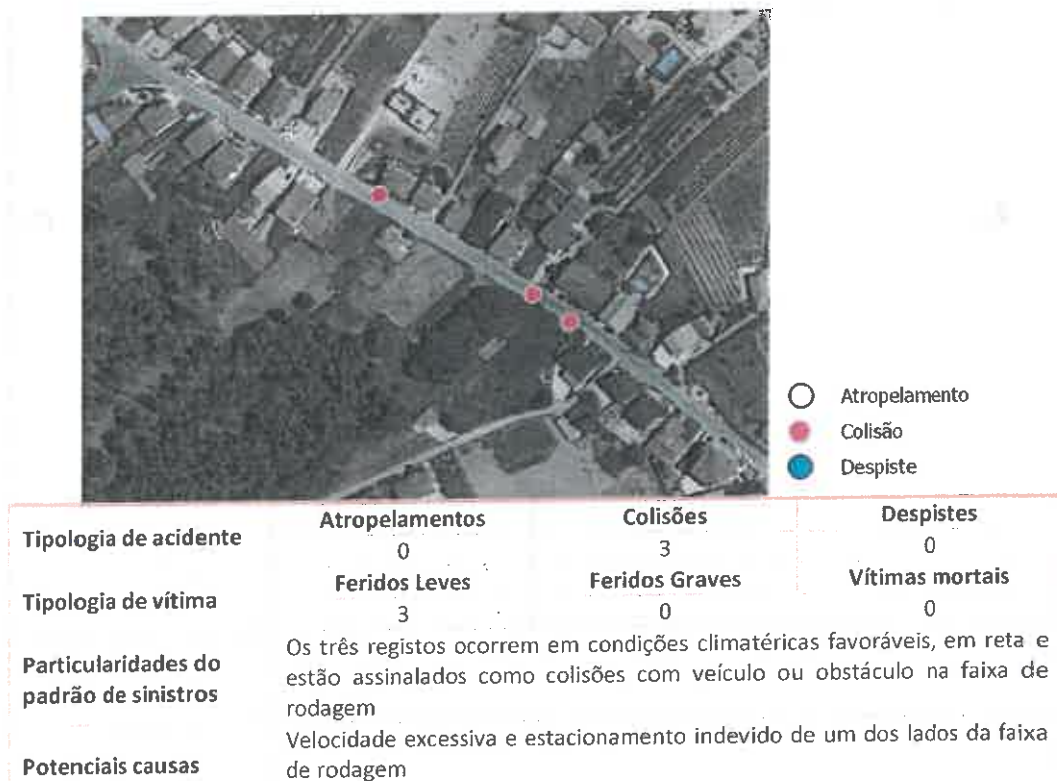 Atropelamento
Colisão
Despiste
Tipologia de acidente
Atropelamentos
Colisões
Despistes
0
3
0
Tipologia de vítima
Feridos Leves
Feridos Graves
Vítimas mortais
3
0
0
Particularidades do
padrão de sinistros
Os três registos ocorrem em condições climatéricas favoráveis, em reta e
estão assinalados como colisões com veículo ou obstáculo na faixa de
rodagem
Potenciais causas
Velocidade excessiva e estacionamento indevido de um dos lados da faixa
de rodagem